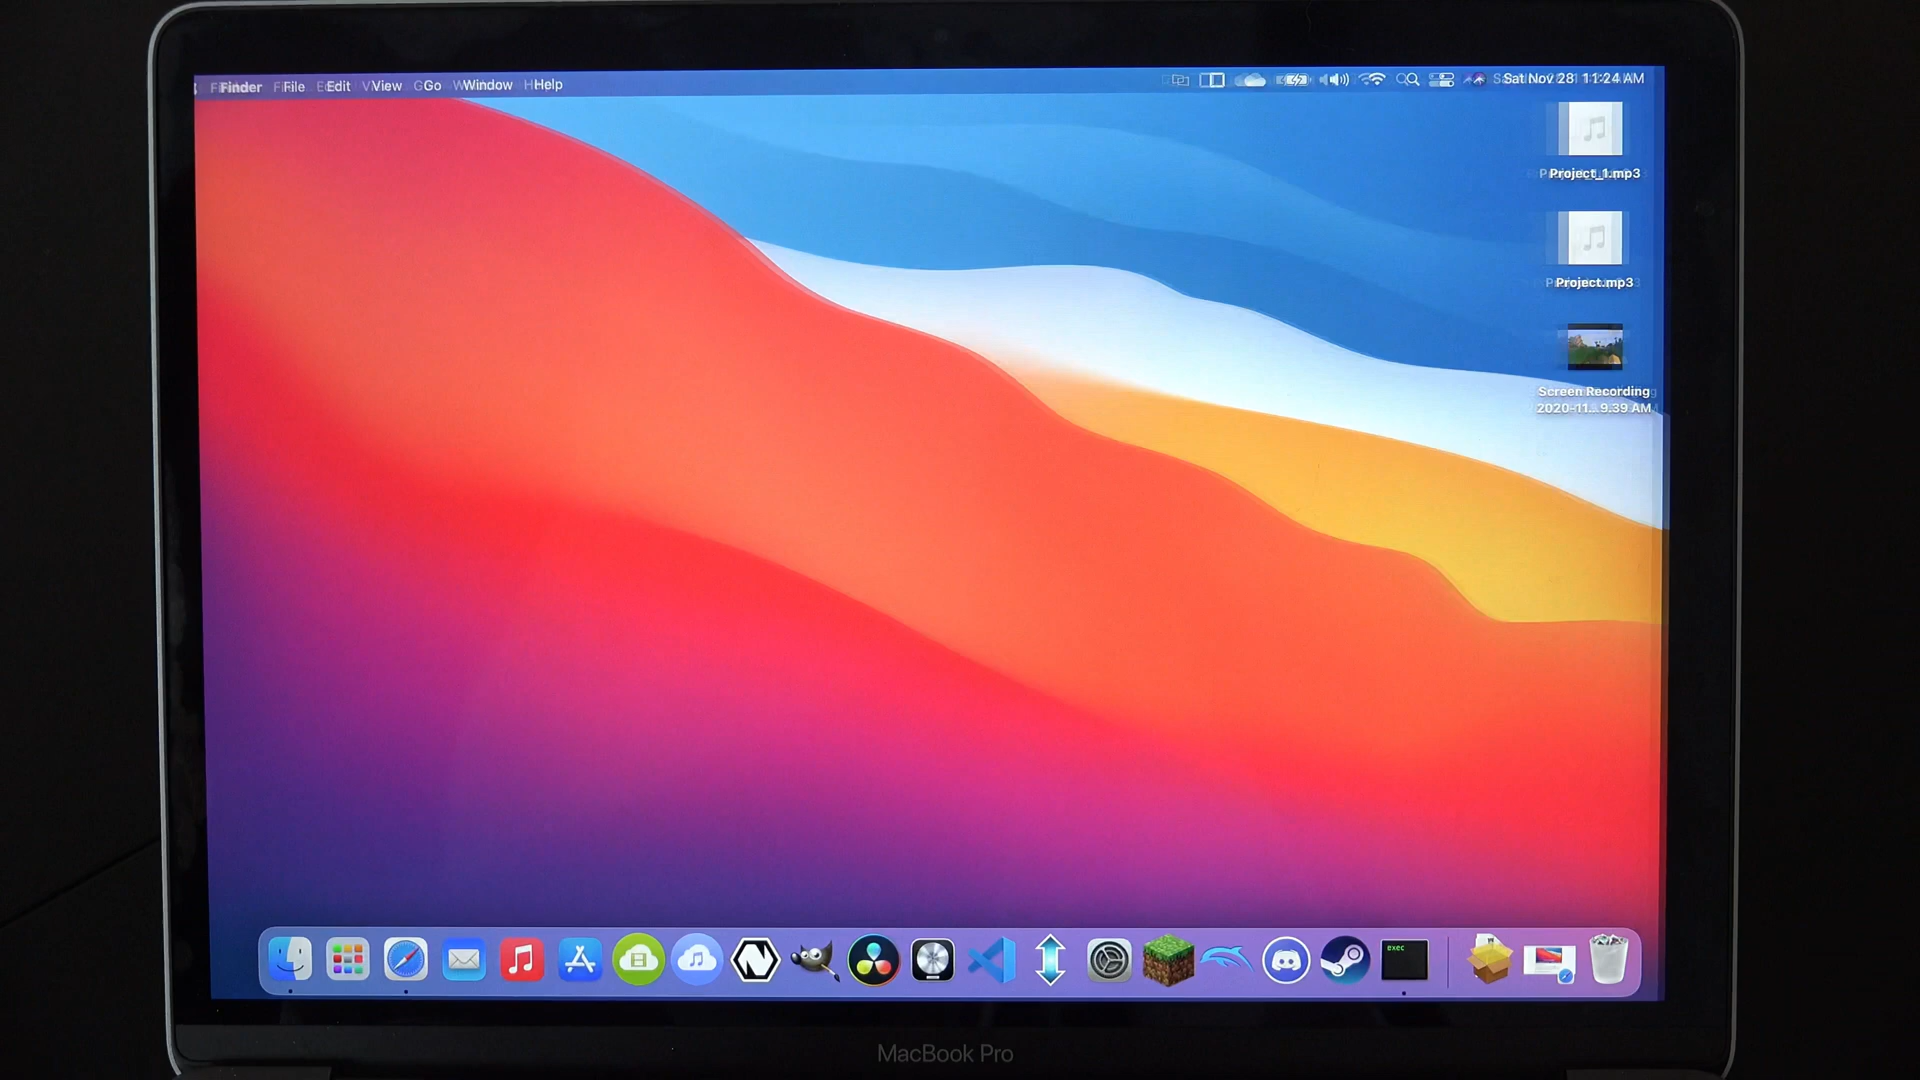 Finder File Edit View Go Window Help
Sat Nov 28 11:24 AM
Project_1.mp3
Project.mp3
Screen Recording
2020-11...9.39 AM
exec
MacBook Pro